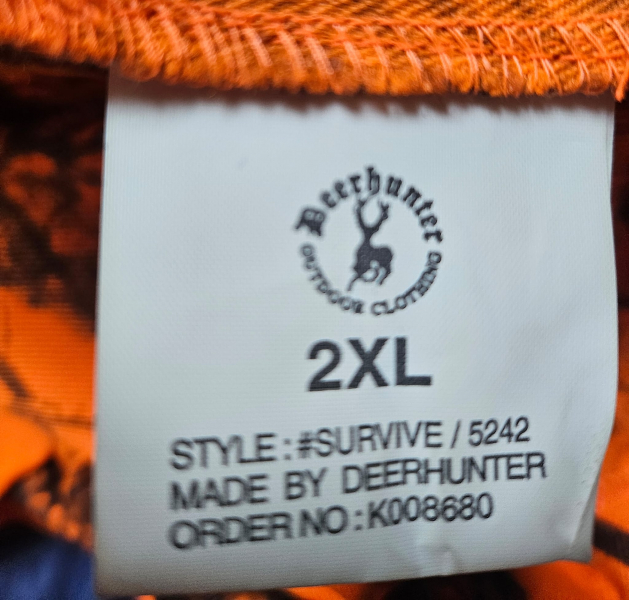 Deerhunter
OUTDOOR CLOTHING
2XL
STYLE : #SURVIVE / 5242
MADE BY DEERHUNTER
ORDER NO : K008680